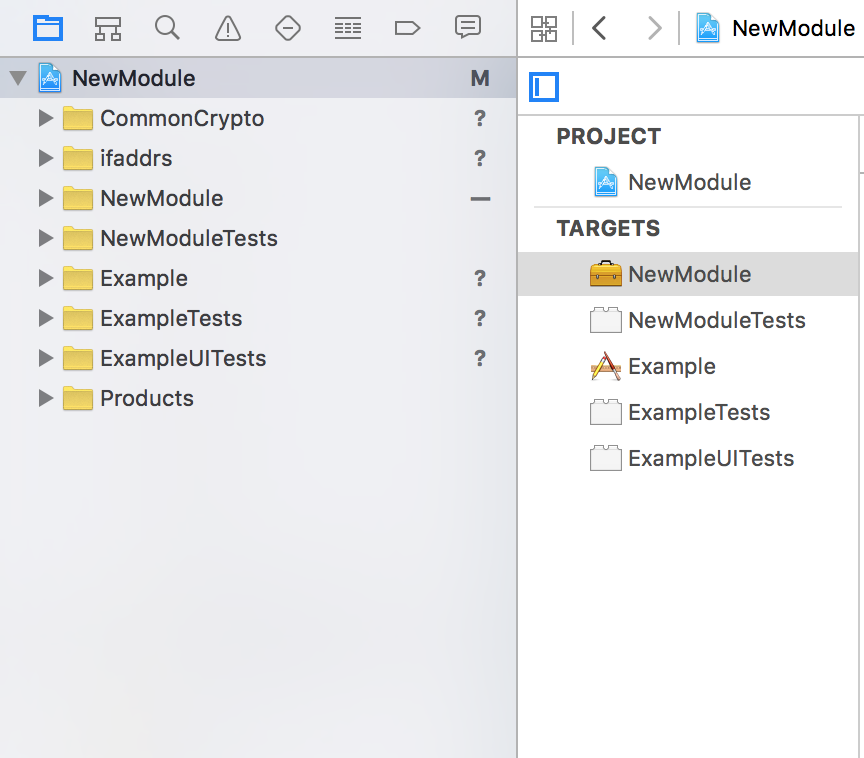 NewModule
NewModule M
CommonCrypto ?
ifaddrs ?
NewModule —
NewModuleTests
Example ?
ExampleTests ?
ExampleUITests ?
Products
PROJECT
NewModule
TARGETS
NewModule
NewModuleTests
Example
ExampleTests
ExampleUITests